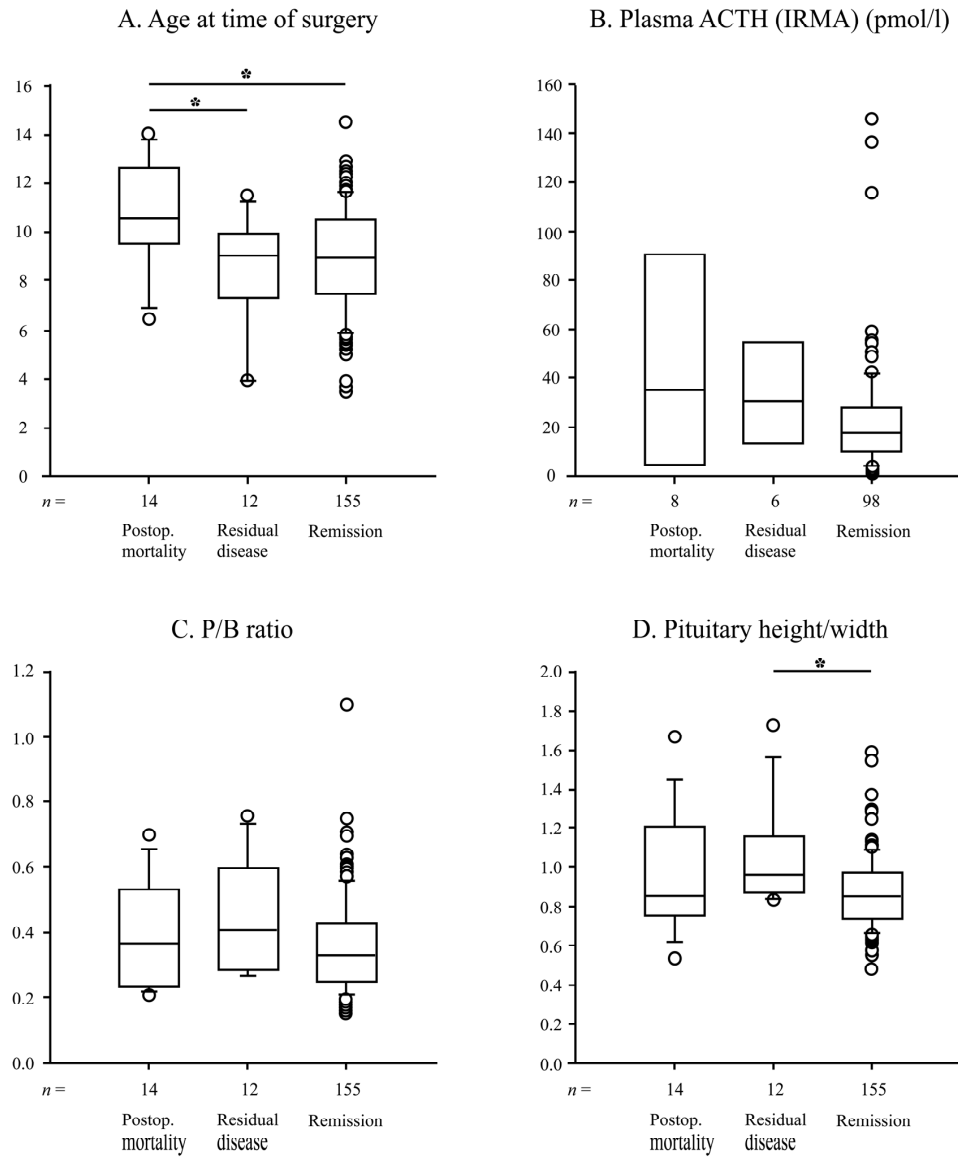 A. Age at time of surgery
16
14
12
10
8
6
4
2
0
*
*
n =
14
12
155
Postop.
mortality
Residual
disease
Remission
B. Plasma ACTH (IRMA) (pmol/l)
160
140
120
100
80
60
40
20
0
n =
8
6
98
Postop.
mortality
Residual
disease
Remission
C. P/B ratio
1.2
1.0
0.8
0.6
0.4
0.2
0.0
n =
14
12
155
Postop.
mortality
Residual
disease
Remission
D. Pituitary height/width
2.0
1.8
1.6
1.4
1.2
1.0
0.8
0.6
0.4
0.2
0.0
*
n =
14
12
155
Postop.
mortality
Residual
disease
Remission